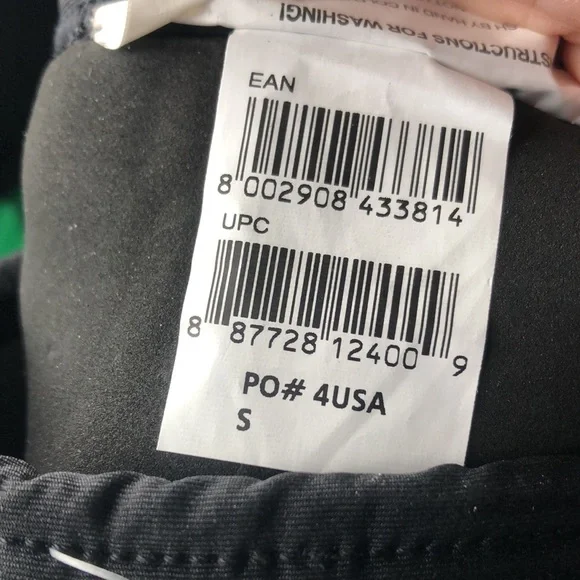 STRUCTIONS FOR WASHING!
EAN
8 002908 433814
UPC
8 87728 12400 9
PO# 4USA
S